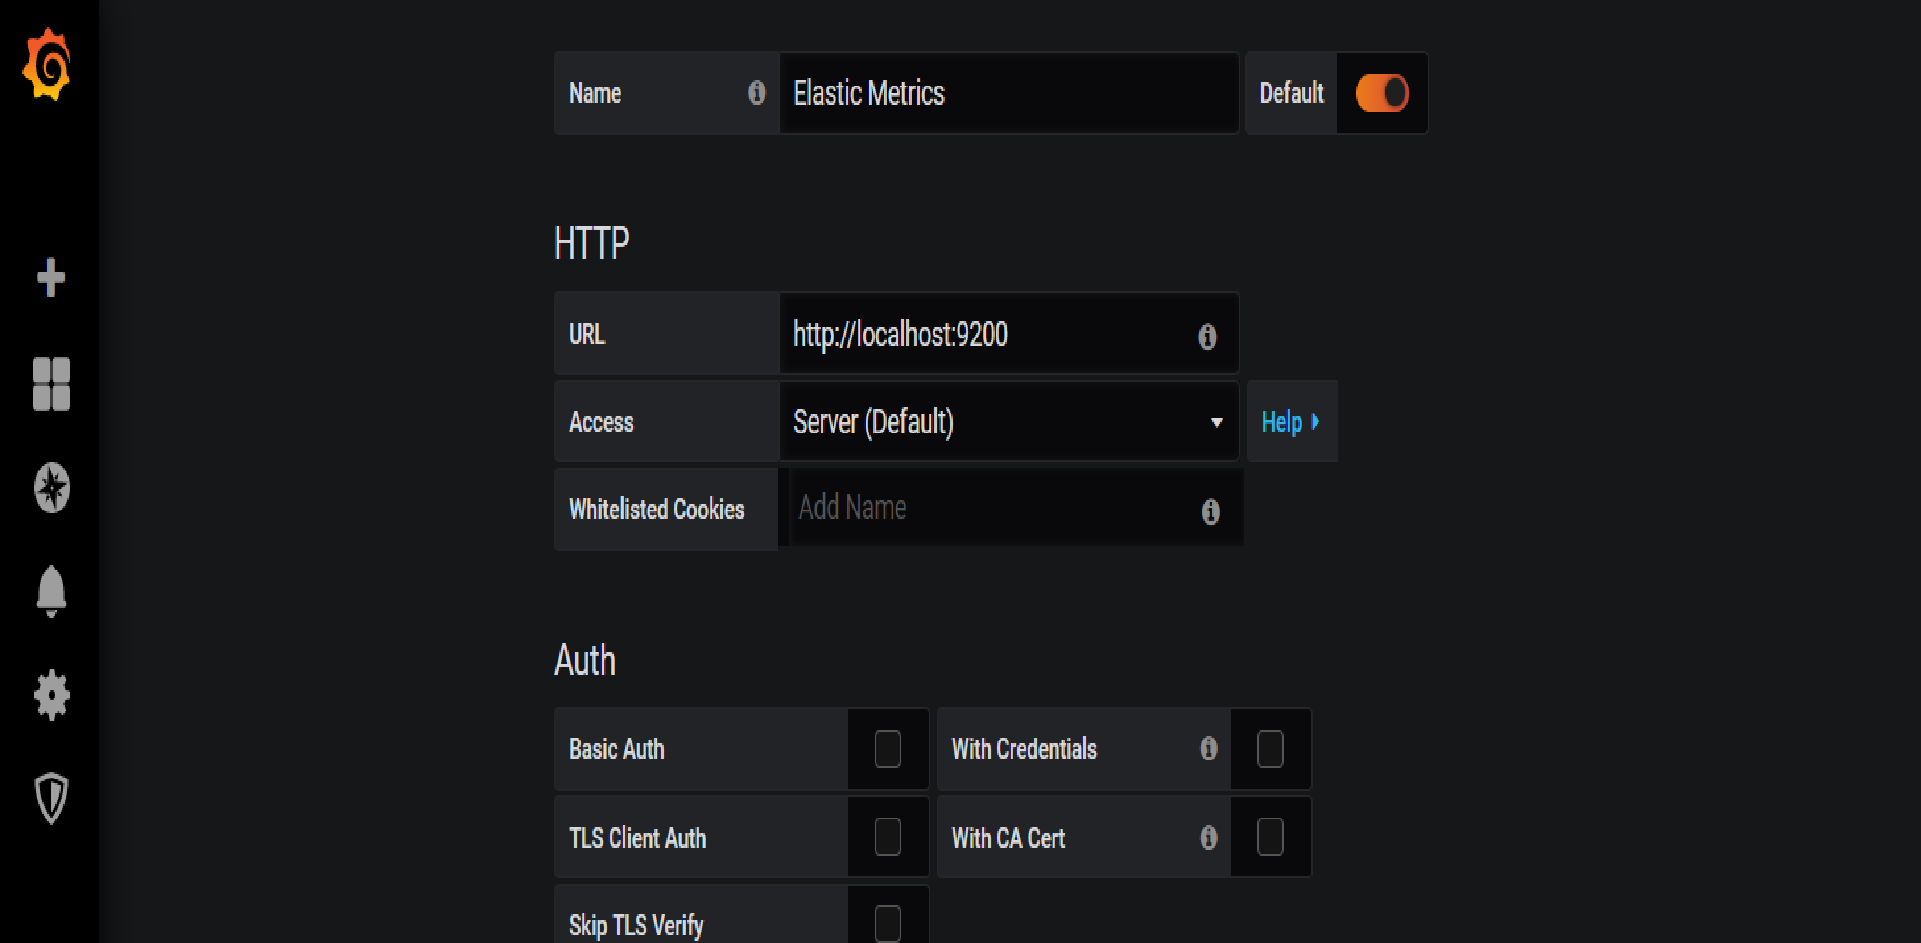 Name Elastic Metrics Default
HTTP
URL http://localhost:9200
Access Server (Default) Help
Whitelisted Cookies Add Name
Auth
Basic Auth With Credentials
TLS Client Auth With CA Cert
Skip TLS Verify